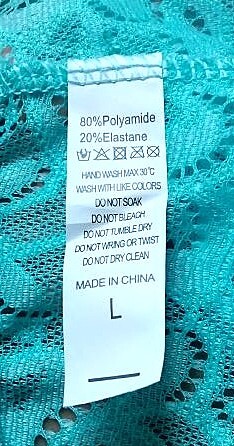 80%Polyamide
20%Elastane
HAND WASH MAX 30°C
WASH WITH LIKE COLORS
DO NOT SOAK
DO NOT BLEAGH
DO NOT TUMBLE DRY
DO NOT WRING OR TWIST
DO NOT DRY CLEAN
MADE IN CHINA
L